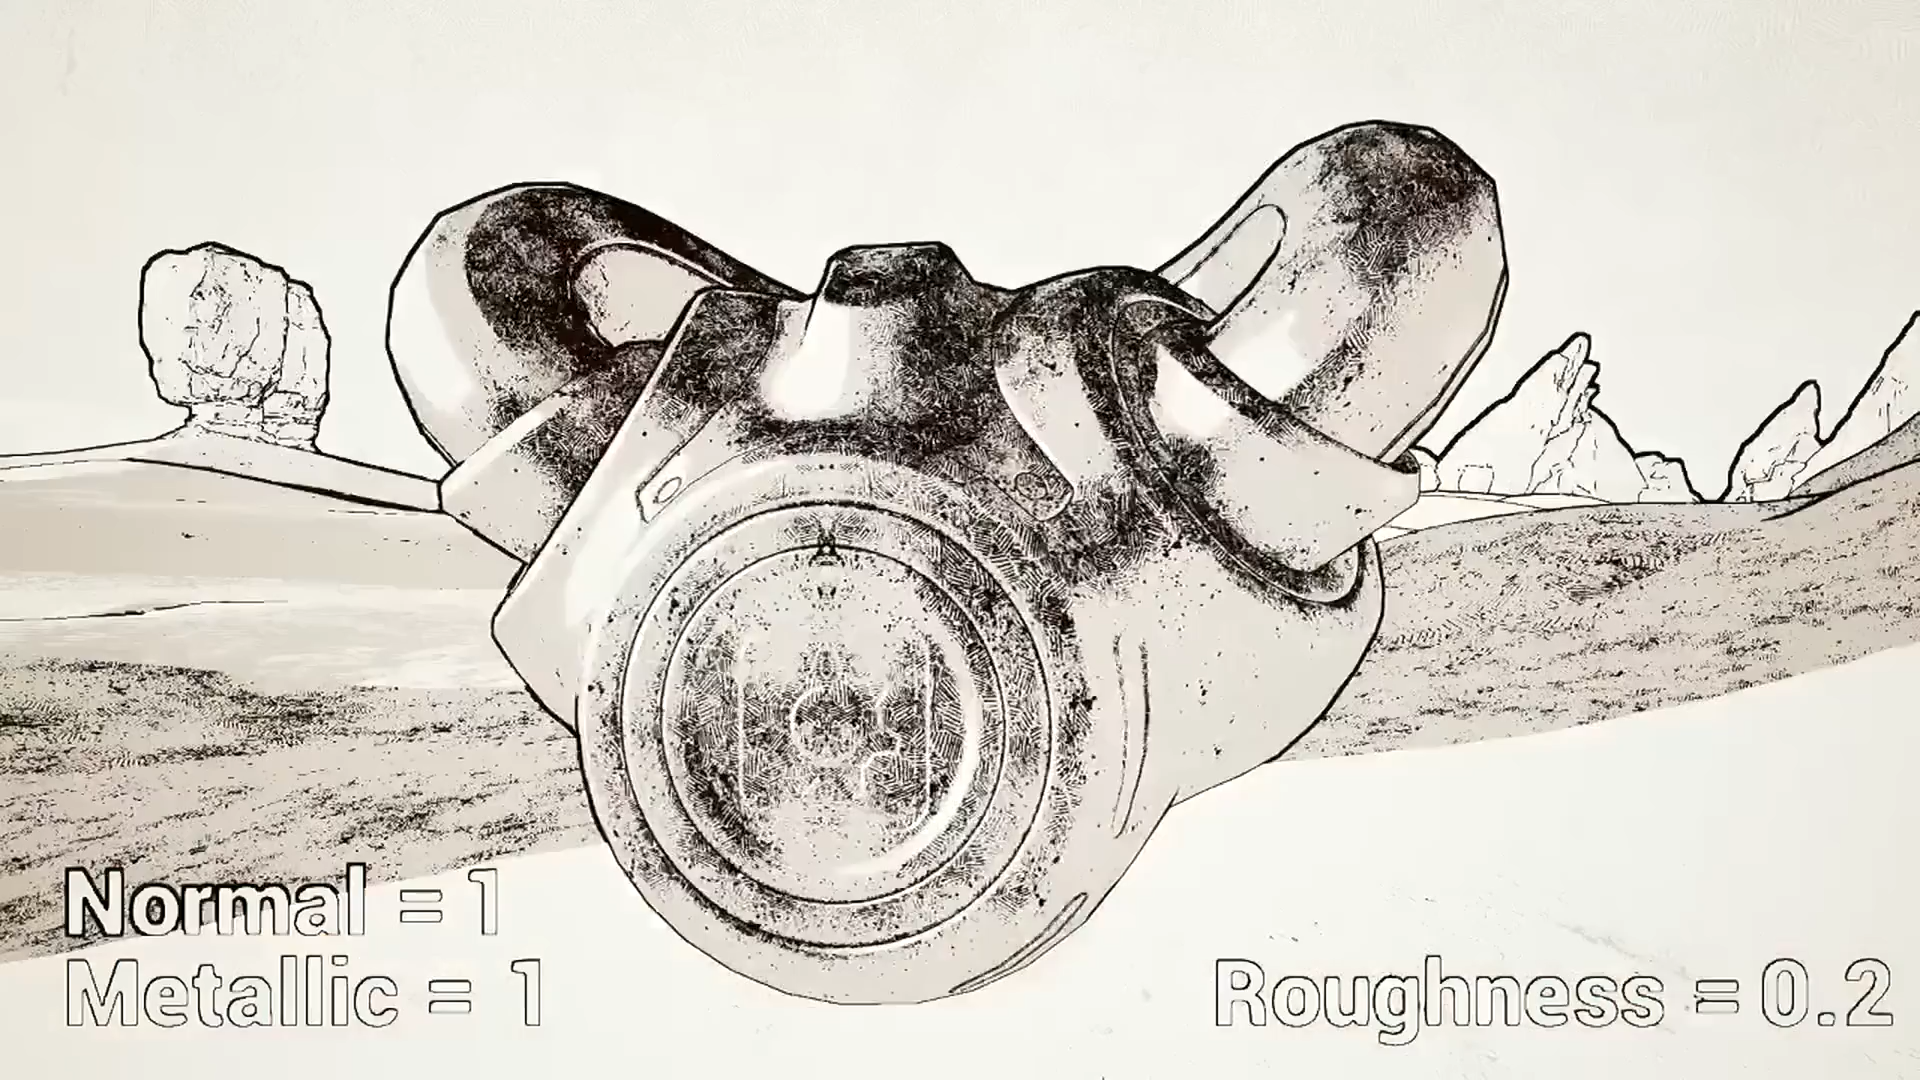 Normal = 1
Metallic = 1
Roughness = 0.2